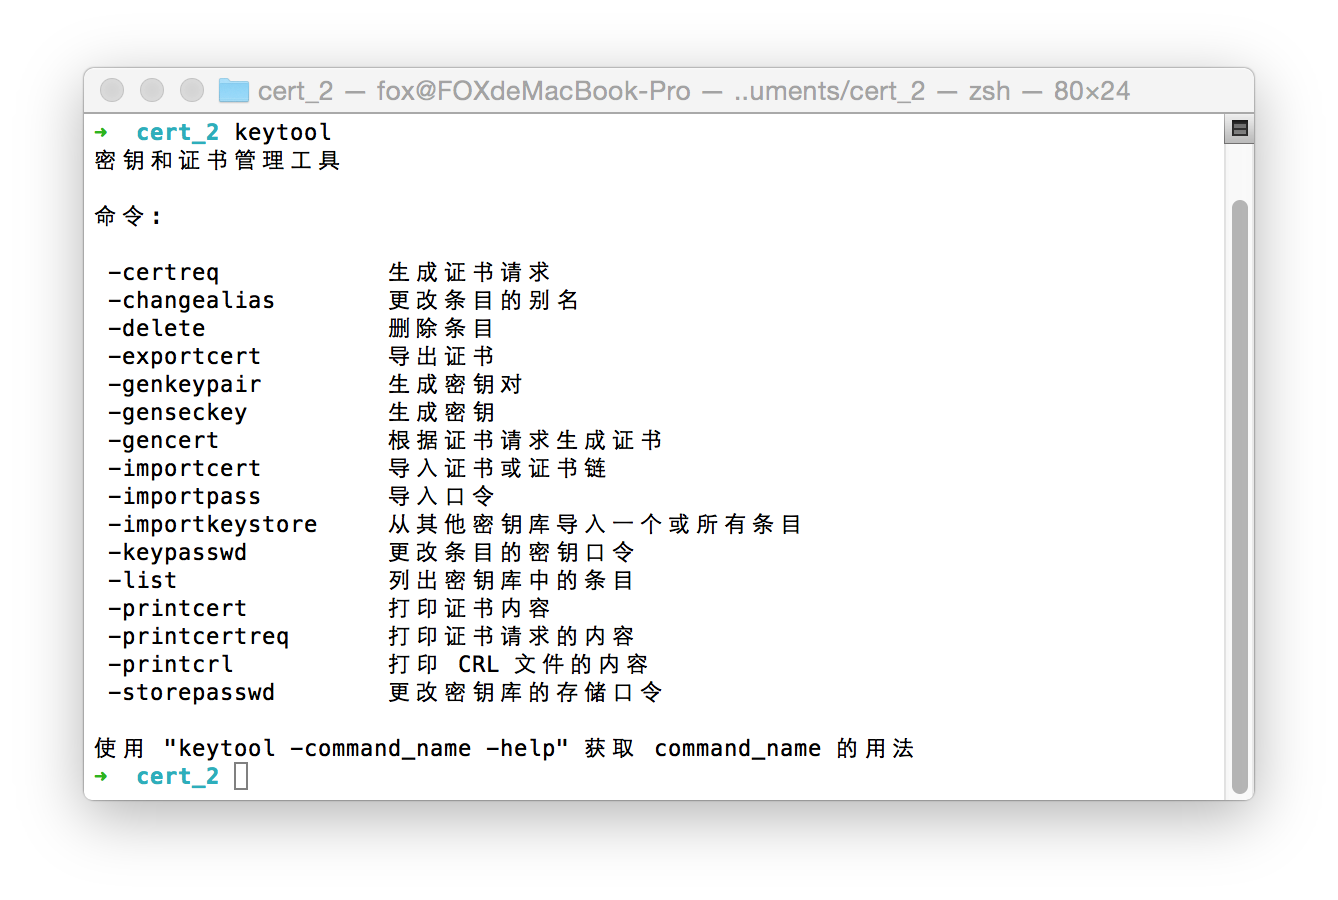 cert_2 — fox@FOXdeMacBook-Pro — ..uments/cert_2 — zsh — 80×24
➜ cert_2 keytool
密钥和证书管理工具
命令:
-certreq 生成证书请求
-changealias 更改条目的别名
-delete 删除条目
-exportcert 导出证书
-genkeypair 生成密钥对
-genseckey 生成密钥
-gencert 根据证书请求生成证书
-importcert 导入证书或证书链
-importpass 导入口令
-importkeystore 从其他密钥库导入一个或所有条目
-keypasswd 更改条目的密钥口令
-list 列出密钥库中的条目
-printcert 打印证书内容
-printcertreq 打印证书请求的内容
-printcrl 打印 CRL 文件的内容
-storepasswd 更改密钥库的存储口令
使用 "keytool -command_name -help" 获取 command_name 的用法
➜ cert_2